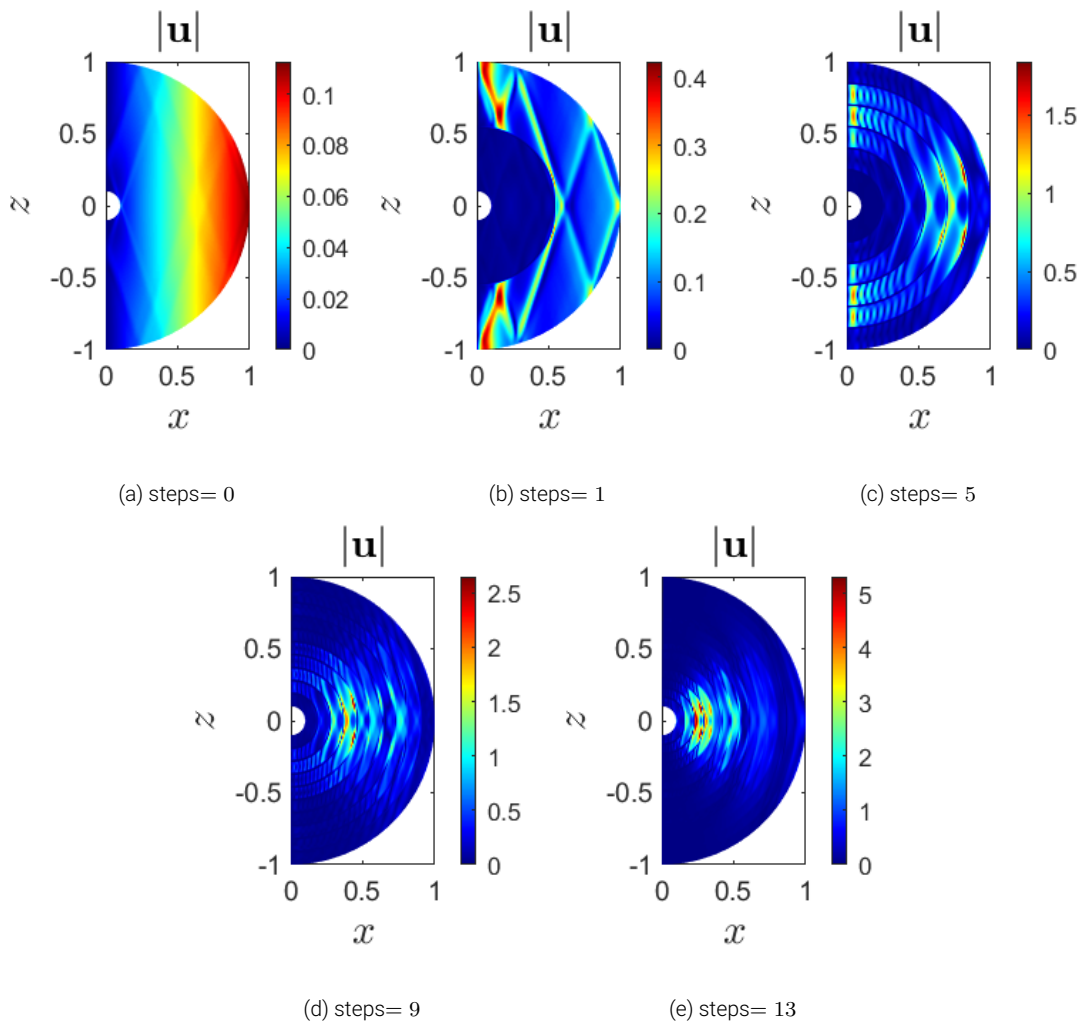 |u|
1
0.5
0
-0.5
-1
z
0 0.5 1
x
0.1
0.08
0.06
0.04
0.02
0
(a) steps= 0
|u|
1
0.5
0
-0.5
-1
z
0 0.5 1
x
0.4
0.3
0.2
0.1
0
(b) steps= 1
|u|
1
0.5
0
-0.5
-1
z
0 0.5 1
x
1.5
1
0.5
0
(c) steps= 5
|u|
1
0.5
0
-0.5
-1
z
0 0.5 1
x
2.5
2
1.5
1
0.5
0
(d) steps= 9
|u|
1
0.5
0
-0.5
-1
z
0 0.5 1
x
5
4
3
2
1
0
(e) steps= 13